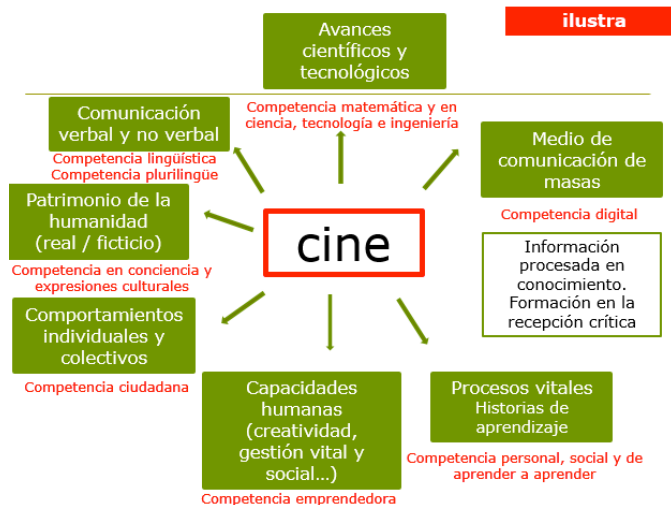 ilustra
Avances
científicos y
tecnológicos
Competencia matemática y en
ciencia, tecnología e ingeniería
Comunicación
verbal y no verbal
Competencia lingüística
Competencia plurilingüe
Medio de
comunicación de
masas
Competencia digital
Patrimonio de la
humanidad
(real / ficticio)
Competencia en conciencia y
expresiones culturales
cine
Información
procesada en
conocimiento.
Formación en la
recepción crítica
Comportamientos
individuales y
colectivos
Competencia ciudadana
Capacidades
humanas
(creatividad,
gestión vital y
social…)
Competencia emprendedora
Procesos vitales
Historias de
aprendizaje
Competencia personal, social y de
aprender a aprender